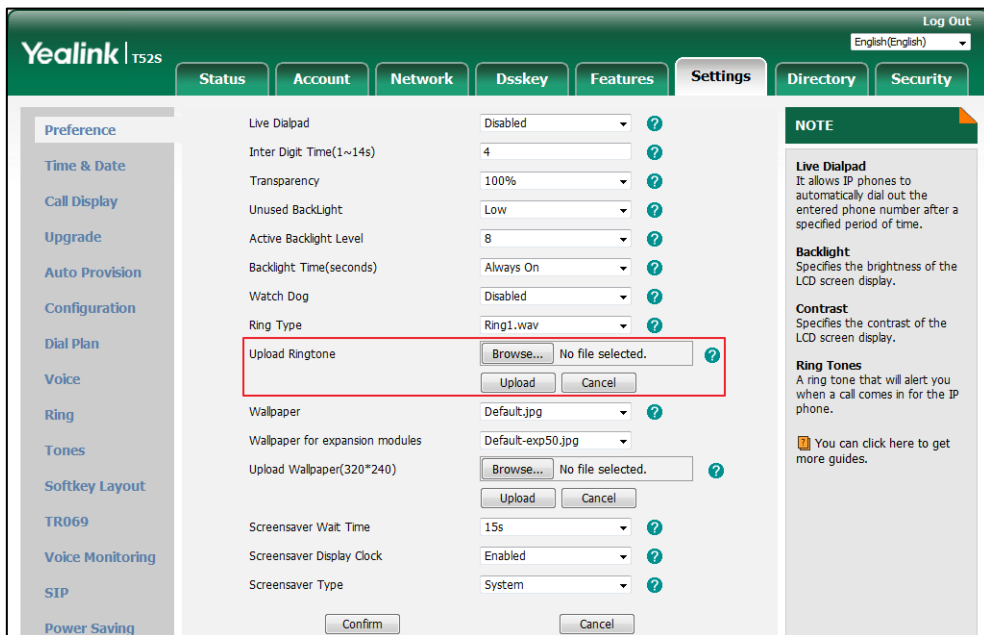 Log Out
Yealink T52S
English(English)
Status Account Network Dsskey Features Settings Directory Security
Preference
Time & Date
Call Display
Upgrade
Auto Provision
Configuration
Dial Plan
Voice
Ring
Tones
Softkey Layout
TR069
Voice Monitoring
SIP
Power Saving
Live Dialpad Disabled ?
Inter Digit Time(1~14s) 4 ?
Transparency 100% ?
Unused BackLight Low ?
Active Backlight Level 8 ?
Backlight Time(seconds) Always On ?
Watch Dog Disabled ?
Ring Type Ring1.wav ?
Upload Ringtone Browse... No file selected. ?
Upload Cancel
Wallpaper Default.jpg ?
Wallpaper for expansion modules Default-exp50.jpg
Upload Wallpaper(320*240) Browse... No file selected. ?
Upload Cancel
Screensaver Wait Time 15s ?
Screensaver Display Clock Enabled ?
Screensaver Type System ?
Confirm Cancel
NOTE
Live Dialpad
It allows IP phones to
automatically dial out the
entered phone number after a
specified period of time.
Backlight
Specifies the brightness of the
LCD screen display.
Contrast
Specifies the contrast of the
LCD screen display.
Ring Tones
A ring tone that will alert you
when a call comes in for the IP
phone.
? You can click here to get
more guides.